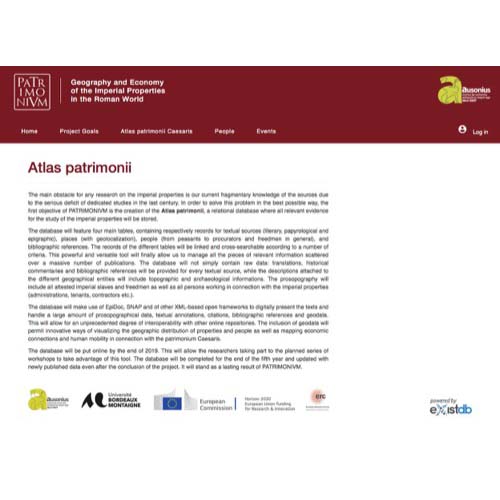 PATR
IMO
NIVM
Geography and Economy
of the Imperial Properties
in the Roman World
ausonius
Home Project Goals Atlas patrimonii Caesaris People Events Log in
Atlas patrimonii
The main obstacle for any research on the imperial properties is our current fragmentary knowledge of the sources due
to the serious deficit of dedicated studies in the last century. In order to solve this problem in the best possible way, the
first objective of PATRIMONIVM is the creation of the Atlas patrimonii, a relational database where all relevant evidence
for the study of the imperial properties will be stored.
The database will feature four main tables, containing respectively records for textual sources (literary, papyrological and
epigraphic), places (with geolocalization), people (from peasants to procurators and freedmen in general), and
bibliographic references. The records of the different tables will be linked and cross-searchable according to a number of
criteria. This powerful and versatile tool will finally allow us to manage all the pieces of relevant information scattered
over a massive number of publications. The database will not simply contain raw data: translations, historical
commentaries and bibliographic references will be provided for every textual source, while the descriptions attached to
the different geographical entities will include topographic and archaeological informations. The prosopography will
include all attested imperial slaves and freedmen as well as all persons working in connection with the imperial properties
(administrations, tenants, contractors etc.).
The database will make use of EpiDoc, SNAP and of other XML-based open frameworks to digitally present the texts and
handle a large amount of prosopographical data, textual annotations, citations, bibliographic references and geodata.
This will allow for an unprecedented degree of interoperability with other online repositories. The inclusion of geodata will
permit innovative ways of visualizing the geographic distribution of properties and people as well as mapping economic
connections and human mobility in connection with the patrimonium Caesaris.
The database will be put online by the end of 2019. This will allow the researchers taking part to the planned series of
workshops to take advantage of this tool. The database will be completed for the end of the fifth year and updated with
newly published data even after the conclusion of the project. It will stand as a lasting result of PATRIMONIVM.
ausonius
Université
BORDEAUX
MONTAIGNE
European
Commission
Horizon 2020
European Union Funding
for Research & Innovation
erc
powered by
eXistdb